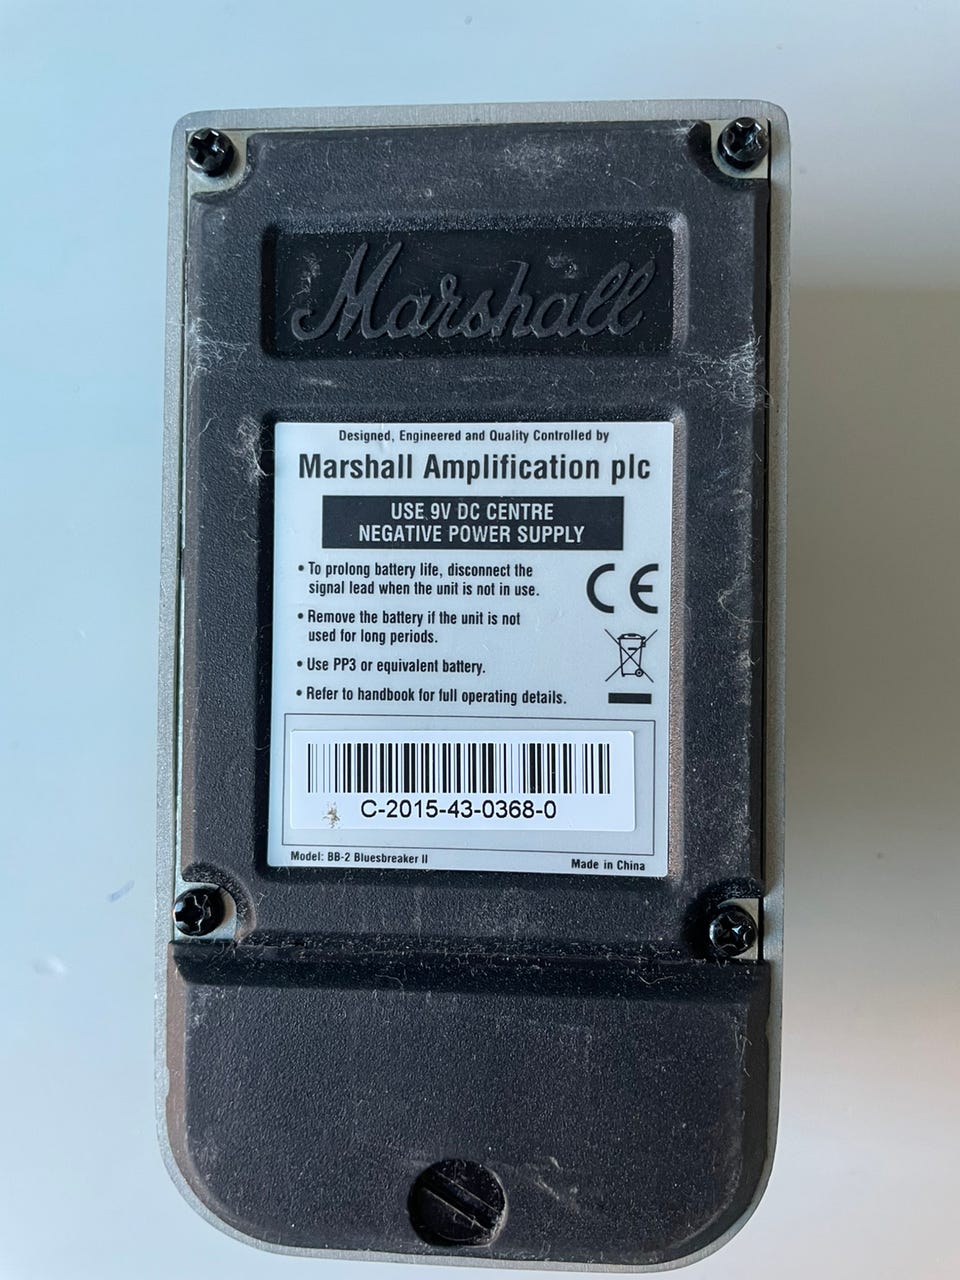 Marshall
Designed, Engineered and Quality Controlled by
Marshall Amplification plc
USE 9V DC CENTRE
NEGATIVE POWER SUPPLY
• To prolong battery life, disconnect the
signal lead when the unit is not in use.
• Remove the battery if the unit is not
used for long periods.
• Use PP3 or equivalent battery.
• Refer to handbook for full operating details.
CE
C-2015-43-0368-0
Model: BB-2 Bluesbreaker II
Made in China